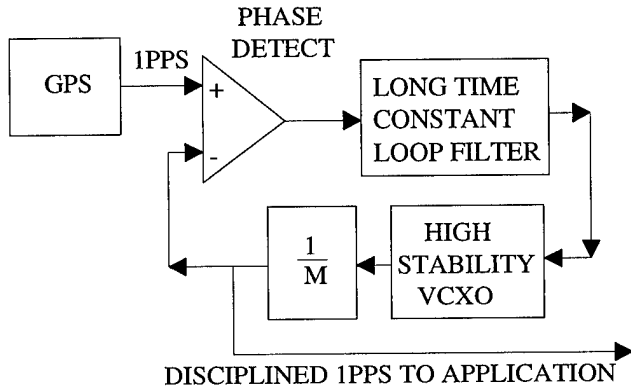 PHASE
DETECT
1PPS
GPS
+
-
LONG TIME
CONSTANT
LOOP FILTER
1
M
HIGH
STABILITY
VCXO
DISCIPLINED 1PPS TO APPLICATION